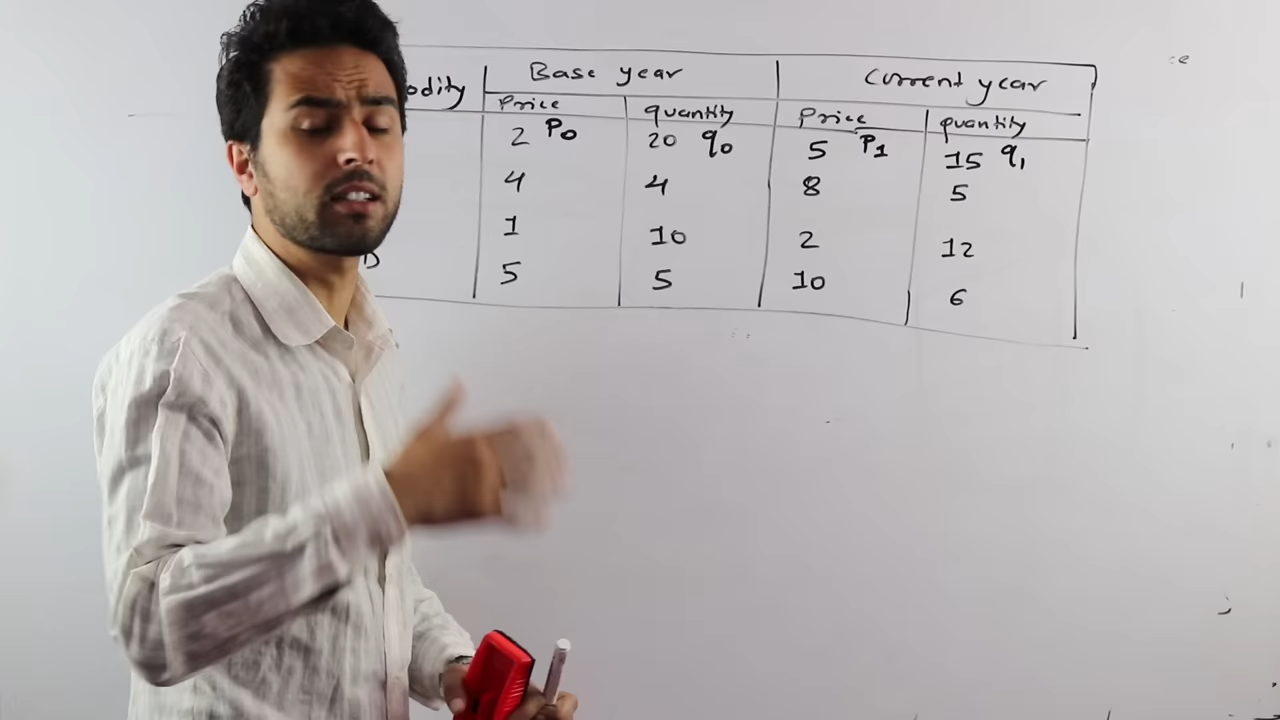 odity Base year Current year
Price quantity Price quantity
2 P0 20 q0 5 P1 15 q1
4 4 8 5
1 10 2 12
D 5 5 10 6